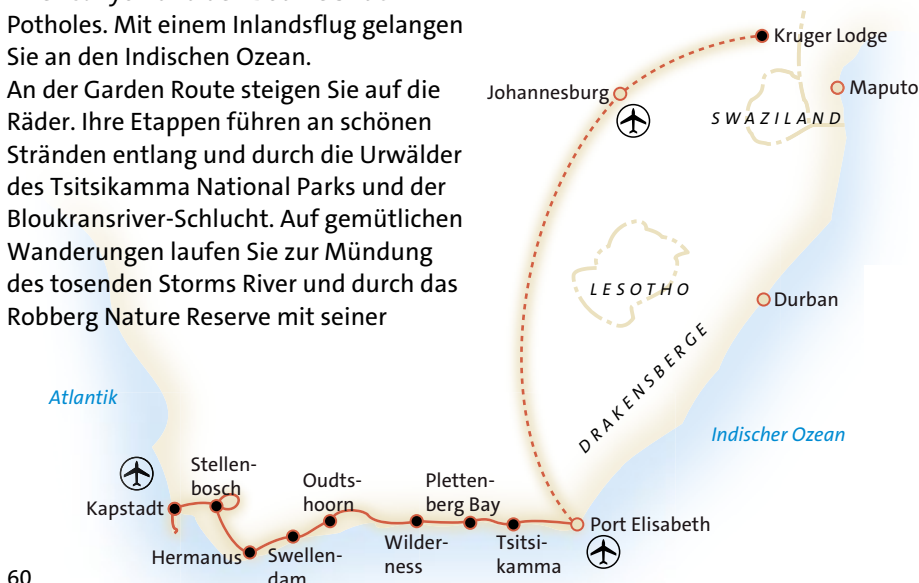 Potholes. Mit einem Inlandsflug gelangen
Sie an den Indischen Ozean.
An der Garden Route steigen Sie auf die
Räder. Ihre Etappen führen an schönen
Stränden entlang und durch die Urwälder
des Tsitsikamma National Parks und der
Bloukransriver-Schlucht. Auf gemütlichen
Wanderungen laufen Sie zur Mündung
des tosenden Storms River und durch das
Robberg Nature Reserve mit seiner
Kruger Lodge
Johannesburg
Maputo
SWAZILAND
LESOTHO
Durban
DRAKENSBERGE
Atlantik
Indischer Ozean
Kapstadt
Stellen-
bosch
Hermanus
Swellen-
dam
Oudts-
hoorn
Wilder-
ness
Pletten-
berg Bay
Tsitsi-
kamma
Port Elisabeth
60